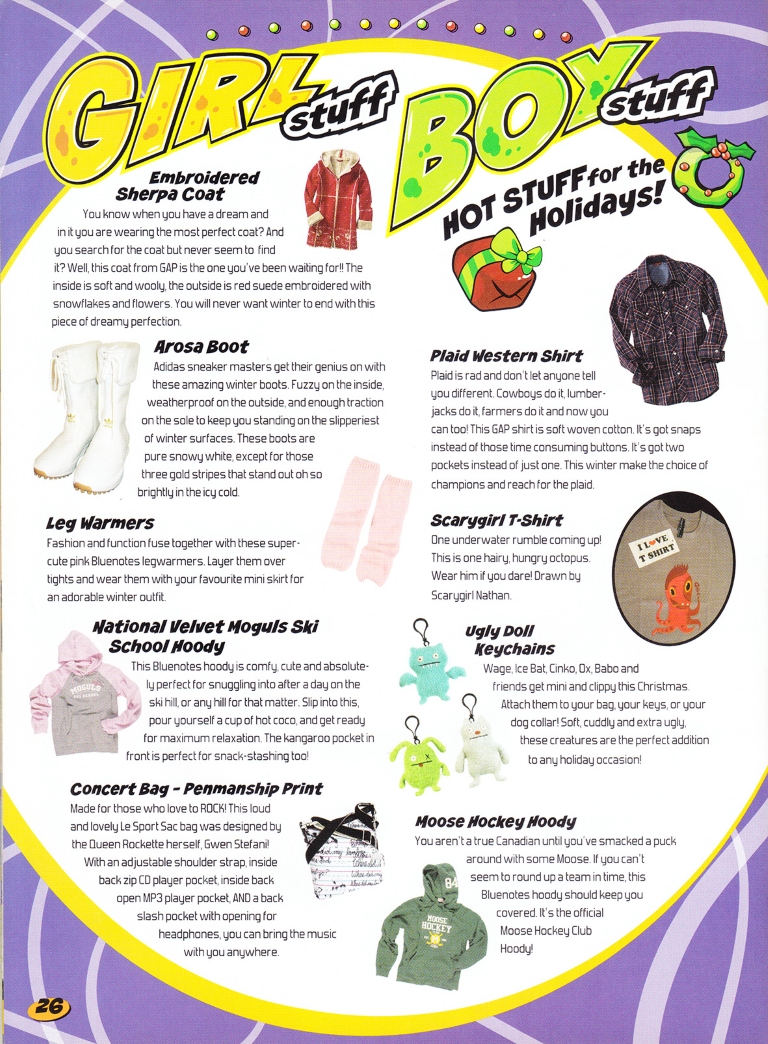 GIRL stuff
BOY stuff
HOT STUFF for the
Holidays!
Embroidered
Sherpa Coat
You know when you have a dream and
in it you are wearing the most perfect coat? And
you search for the coat but never seem to find
it? Well, this coat from GAP is the one you've been waiting for!! The
inside is soft and wooly, the outside is red suede embroidered with
snowflakes and flowers. You will never want winter to end with this
piece of dreamy perfection.
Arosa Boot
Adidas sneaker masters get their genius on with
these amazing winter boots. Fuzzy on the inside,
weatherproof on the outside, and enough traction
on the sole to keep you standing on the slipperiest
of winter surfaces. These boots are
pure snowy white, except for those
three gold stripes that stand out oh so
brightly in the icy cold.
Leg Warmers
Fashion and function fuse together with these super-
cute pink Bluenotes legwarmers. Layer them over
tights and wear them with your favourite mini skirt for
an adorable winter outfit.
National Velvet Moguls Ski
School Hoody
This Bluenotes hoody is comfy, cute and absolute-
ly perfect for snuggling into after a day on the
ski hill, or any hill for that matter. Slip into this,
pour yourself a cup of hot coco, and get ready
for maximum relaxation. The kangaroo pocket in
front is perfect for snack-stashing too!
MOGULS
Concert Bag - Penmanship Print
Made for those who love to ROCK! This loud
and lovely Le Sport Sac bag was designed by
the Queen Rockette herself, Gwen Stefani!
With an adjustable shoulder strap, inside
back zip CD player pocket, inside back
open MP3 player pocket, AND a back
slash pocket with opening for
headphones, you can bring the music
with you anywhere.
Plaid Western Shirt
Plaid is rad and don't let anyone tell
you different. Cowboys do it, lumber-
jacks do it, farmers do it and now you
can too! This GAP shirt is soft woven cotton. It's got snaps
instead of those time consuming buttons. It's got two
pockets instead of just one. This winter make the choice of
champions and reach for the plaid.
Scarygirl T-Shirt
One underwater rumble coming up!
This is one hairy, hungry octopus.
Wear him if you dare! Drawn by
Scarygirl Nathan.
I L♥VE
T SHIRT
Ugly Doll
Keychains
Wage, Ice Bat, Cinko, Ox, Babo and
friends get mini and clippy this Christmas.
Attach them to your bag, your keys, or your
dog collar! Soft, cuddly and extra ugly,
these creatures are the perfect addition
to any holiday occasion!
Moose Hockey Hoody
You aren't a true Canadian until you've smacked a puck
around with some Moose. If you can't
seem to round up a team in time, this
Bluenotes hoody should keep you
covered. It's the official
Moose Hockey Club
Hoody!
84
MOOSE
HOCKEY
26